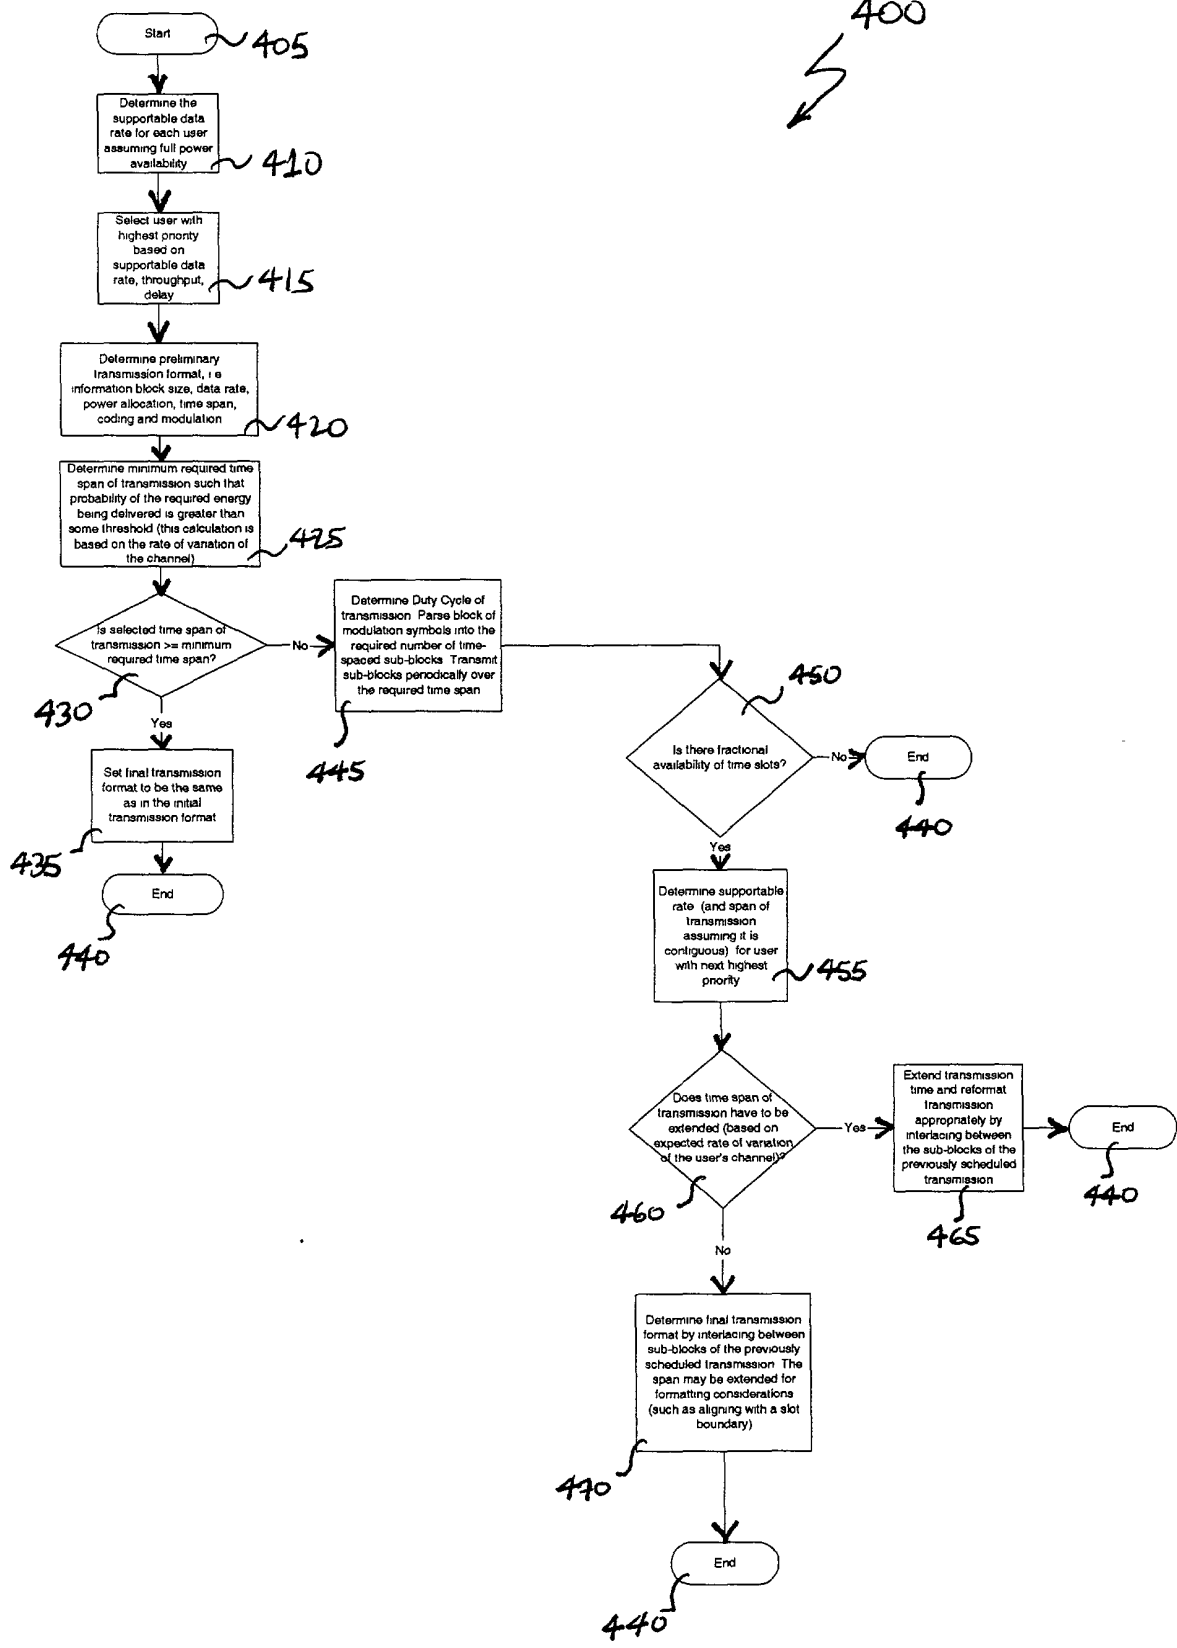 400
Start
405
Determine the
supportable data
rate for each user
assuming full power
availability
410
Select user with
highest priority
based on
supportable data
rate, throughput,
delay
415
Determine preliminary
transmission format, i e
information block size, data rate,
power allocation, time span,
coding and modulation
420
Determine minimum required time
span of transmission such that
probability of the required energy
being delivered is greater than
some threshold (this calculation is
based on the rate of variation of
the channel)
425
Is selected time span of
transmission >= minimum
required time span?
430
No
Yes
Set final transmission
format to be the same
as in the initial
transmission format
435
End
440
Determine Duty Cycle of
transmission Parse block of
modulation symbols into the
required number of time-
spaced sub-blocks Transmit
sub-blocks periodically over
the required time span
445
450
Is there fractional
availability of time slots?
No
End
440
Yes
Determine supportable
rate (and span of
transmission
assuming it is
contiguous) for user
with next highest
priority
455
Does time span of
transmission have to be
extended (based on
expected rate of variation
of the user's channel)?
460
Yes
Extend transmission
time and reformat
transmission
appropriately by
interlacing between
the sub-blocks of the
previously scheduled
transmission
465
End
440
No
Determine final transmission
format by interlacing between
sub-blocks of the previously
scheduled transmission The
span may be extended for
formatting considerations
(such as aligning with a slot
boundary)
470
End
440